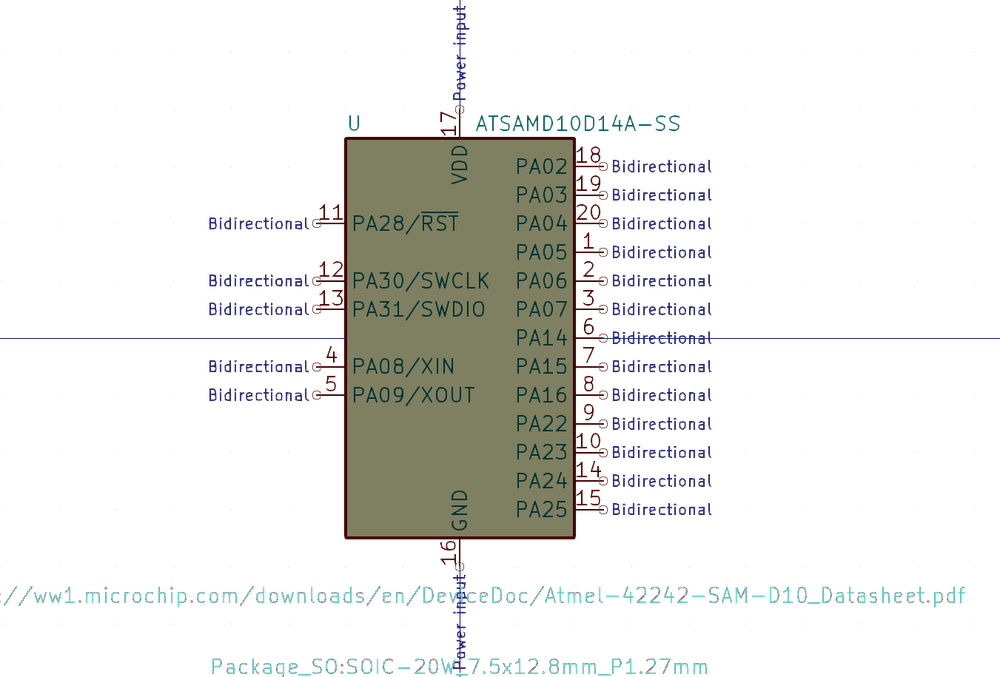 Power input
17
U ATSAMD10D14A-SS
VDD
PA02 18 Bidirectional
PA03 19 Bidirectional
Bidirectional 11 PA28/RST
PA04 20 Bidirectional
PA05 1 Bidirectional
Bidirectional 12 PA30/SWCLK
PA06 2 Bidirectional
Bidirectional 13 PA31/SWDIO
PA07 3 Bidirectional
PA14 6 Bidirectional
Bidirectional 4 PA08/XIN
PA15 7 Bidirectional
Bidirectional 5 PA09/XOUT
PA16 8 Bidirectional
PA22 9 Bidirectional
PA23 10 Bidirectional
PA24 14 Bidirectional
PA25 15 Bidirectional
GND
16
Power input
://ww1.microchip.com/downloads/en/DeviceDoc/Atmel-42242-SAM-D10_Datasheet.pdf
Package_SO:SOIC-20W_7.5x12.8mm_P1.27mm